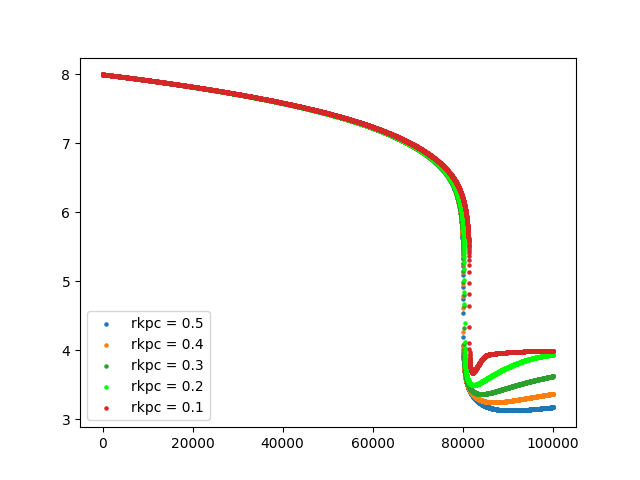 8
7
6
5
4
3
rkpc = 0.5
rkpc = 0.4
rkpc = 0.3
rkpc = 0.2
rkpc = 0.1
0
20000
40000
60000
80000
100000